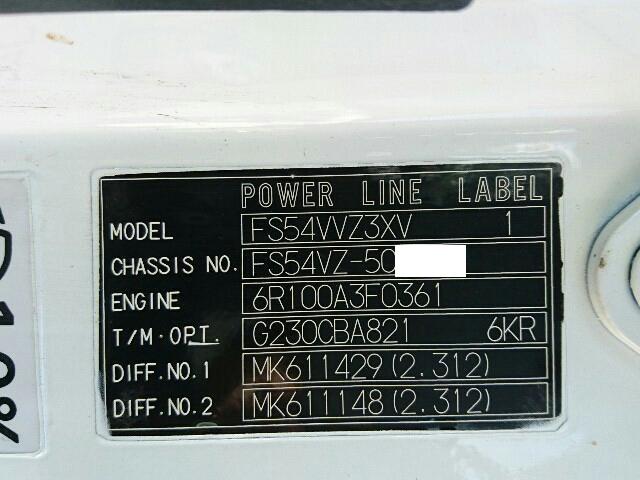 POWER LINE LABEL
MODEL FS54VVZ3XV 1
CHASSIS NO. FS54VZ-50
ENGINE 6R100A3F0361
T/M·OPT. G230CBA821 6KR
DIFF.NO.1 MK611429(2.312)
DIFF.NO.2 MK611148(2.312)